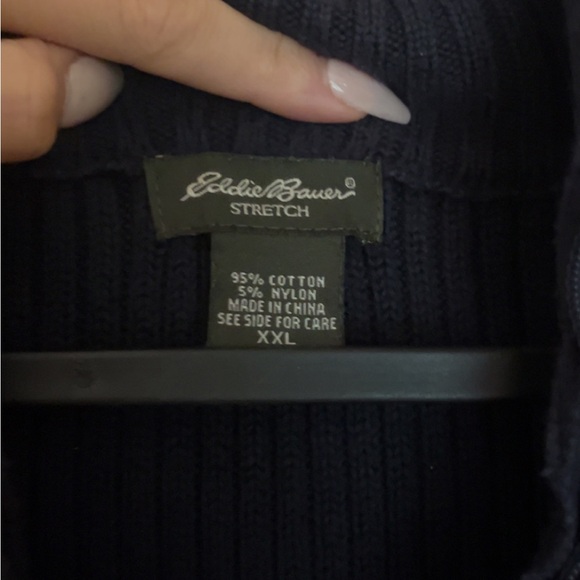 Eddie Bauer®
STRETCH
95% COTTON
5% NYLON
MADE IN CHINA
SEE SIDE FOR CARE
XXL